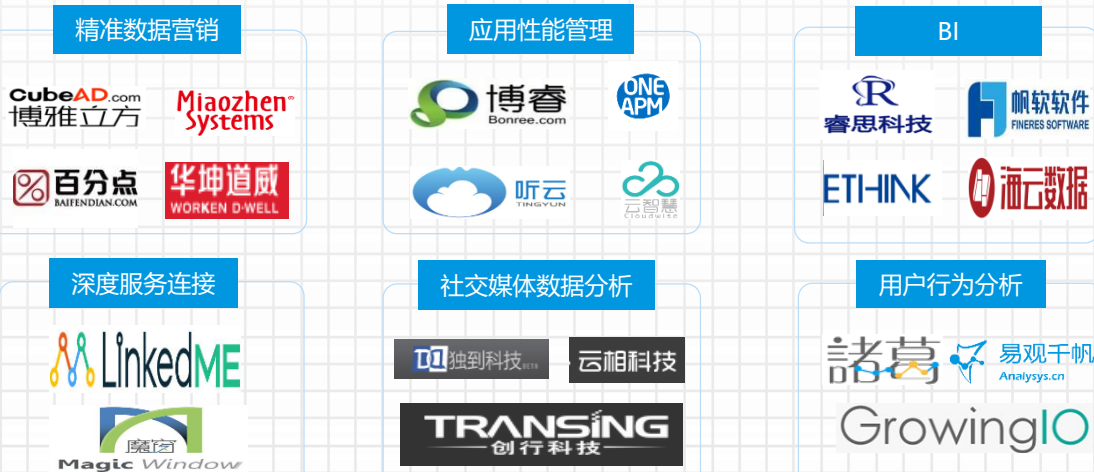 精准数据营销
CubeAD.com
博雅立方
Miaozhen
Systems
百分点
BAIFENDIAN.COM
华坤道威
WORKEN D·WELL
应用性能管理
博睿
Bonree.com
ONE
APM
听云
TINGYUN
云智慧
Cloudwise
BI
R
睿思科技
帆软软件
FINERES SOFTWARE
ETHINK
海云数据
深度服务连接
LinkedME
魔窗
Magic Window
社交媒体数据分析
D1 独到科技 BETA
云相科技
TRANSING
创行科技
用户行为分析
諸葛
易观千帆
Analysys.cn
GrowingIO